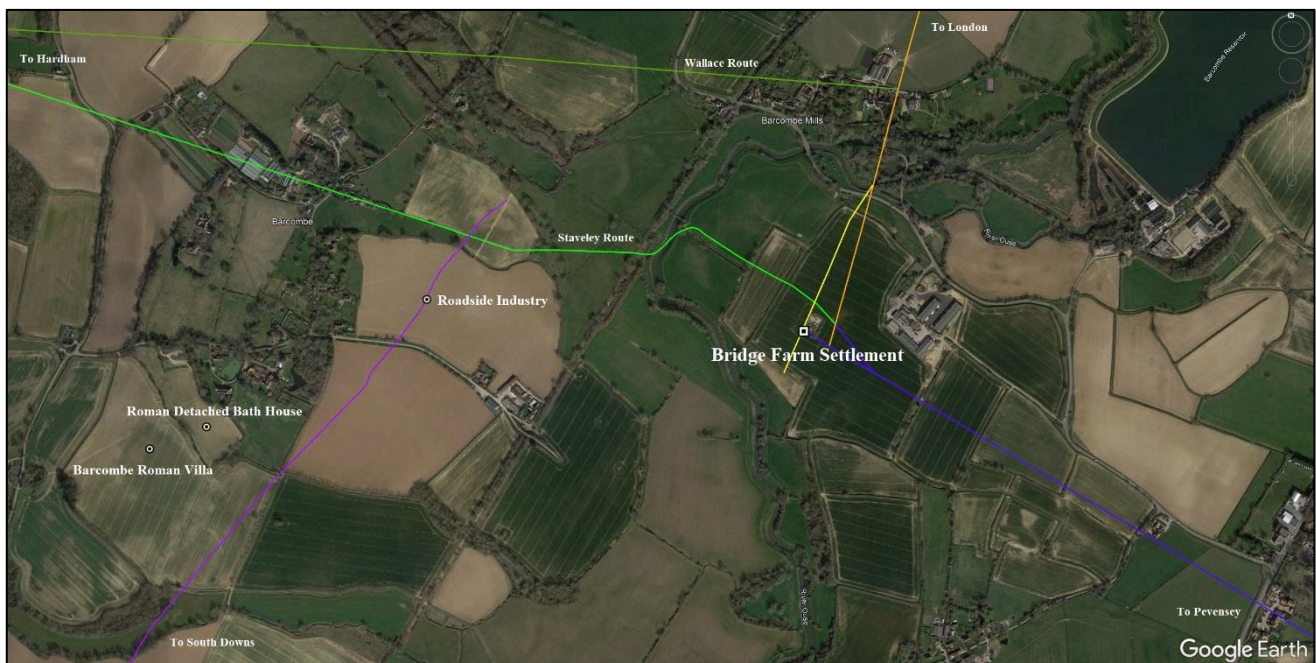 To London
To Hardham
Wallace Route
Barcombe Reservoir
Barcombe Mills
Barcombe
Staveley Route
River Ouse
Roadside Industry
Bridge Farm Settlement
Roman Detached Bath House
Barcombe Roman Villa
River Ouse
To Pevensey
To South Downs
Google Earth